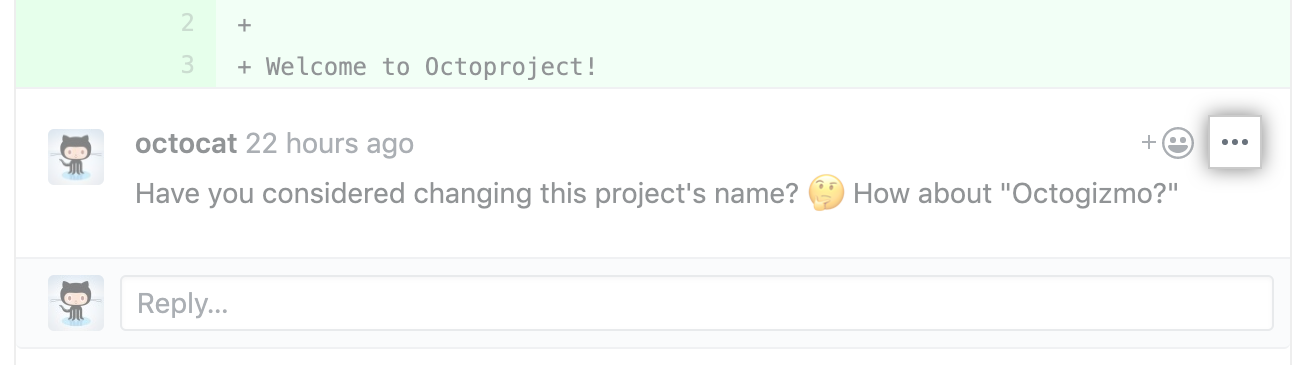 2 +
3 + Welcome to Octoproject!
octocat 22 hours ago
+
Have you considered changing this project's name? 🤔 How about "Octogizmo?"
Reply...